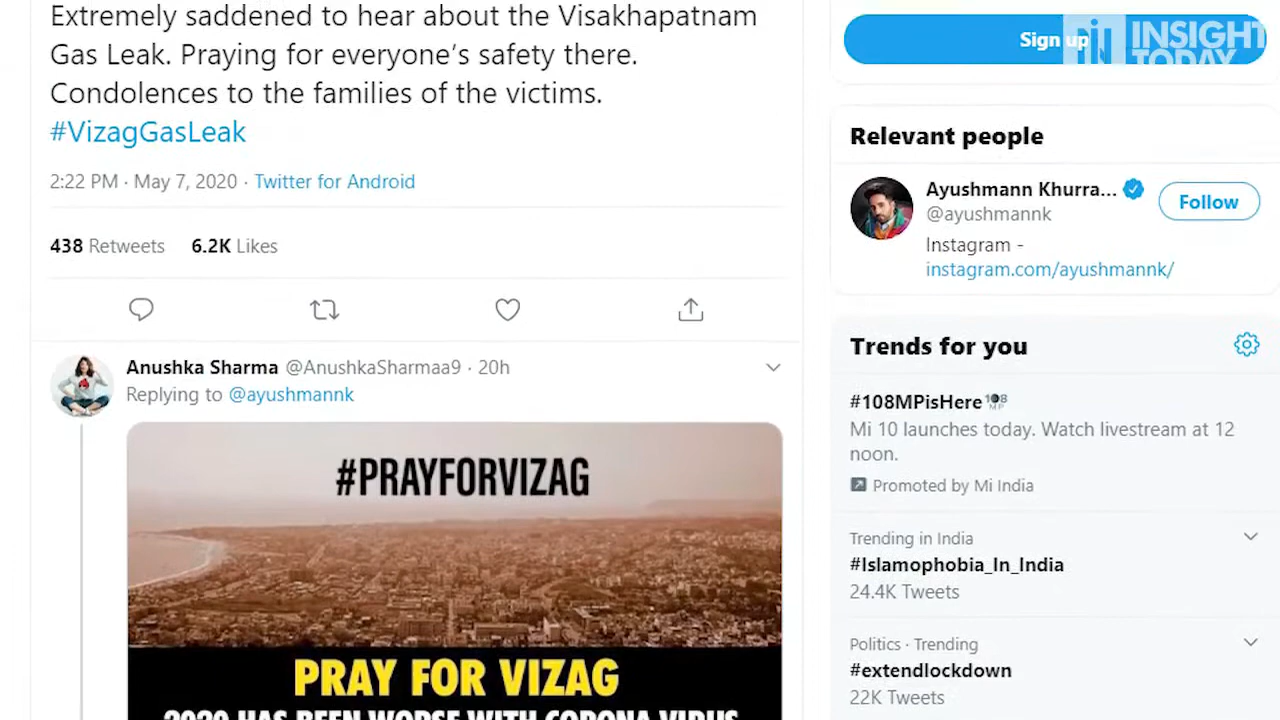 Extremely saddened to hear about the Visakhapatnam
Gas Leak. Praying for everyone's safety there.
Condolences to the families of the victims.
#VizagGasLeak
2:22 PM · May 7, 2020 · Twitter for Android
438 Retweets 6.2K Likes
Anushka Sharma @AnushkaSharmaa9 · 20h
Replying to @ayushmannk
#PRAYFORVIZAG
PRAY FOR VIZAG
2020 HAS BEEN WORSE WITH CORONA VIRUS
Sign up
INSIGHT
TODAY
Relevant people
Ayushmann Khurra...
@ayushmannk
Follow
Instagram -
instagram.com/ayushmannk/
Trends for you
#108MPisHere
Mi 10 launches today. Watch livestream at 12
noon.
Promoted by Mi India
Trending in India
#Islamophobia_In_India
24.4K Tweets
Politics · Trending
#extendlockdown
22K Tweets